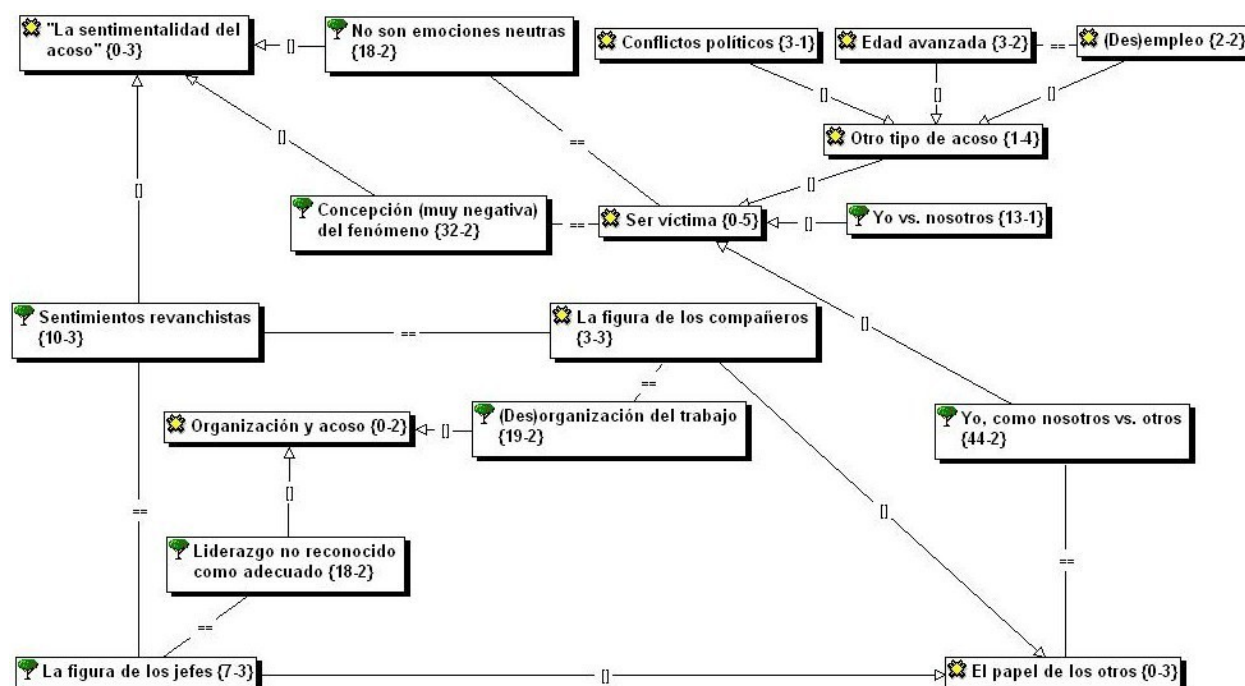 "La sentimentalidad del
acoso" {0-3}
[]
No son emociones neutras
{18-2}
Conflictos políticos {3-1}
Edad avanzada {3-2}
==
(Des)empleo {2-2}
[]
[]
[]
[]
==
Otro tipo de acoso {1-4}
[]
[]
Concepción (muy negativa)
del fenómeno {32-2}
==
Ser víctima {0-5}
[]
Yo vs. nosotros {13-1}
Sentimientos revanchistas
{10-3}
==
La figura de los compañeros
{3-3}
[]
==
Organización y acoso {0-2}
[]
(Des)organización del trabajo
{19-2}
Yo, como nosotros vs. otros
{44-2}
[]
==
[]
Liderazgo no reconocido
como adecuado {18-2}
==
==
La figura de los jefes {7-3}
[]
El papel de los otros {0-3}